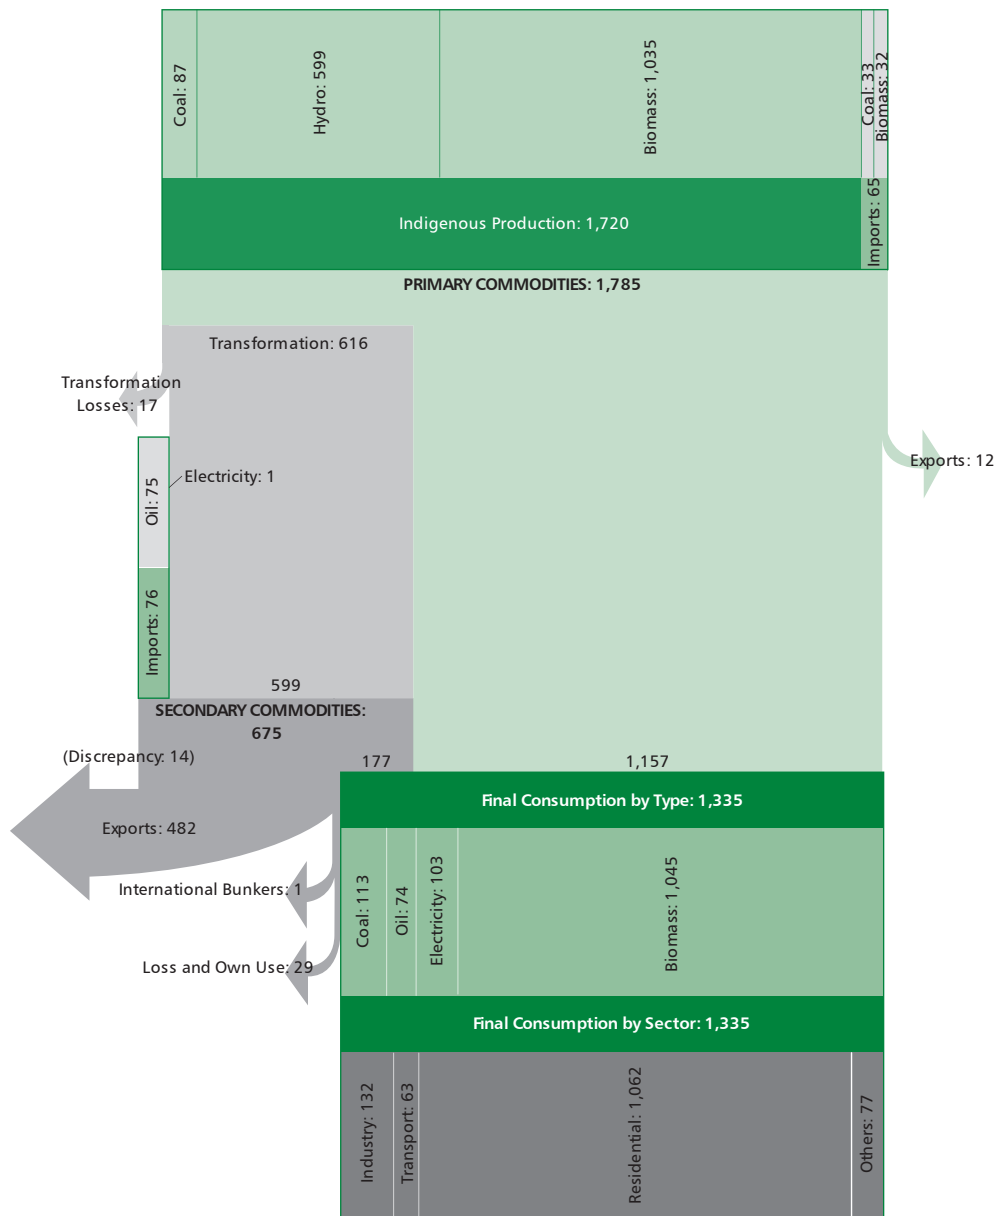 Coal: 87
Hydro: 599
Biomass: 1,035
Coal: 33
Biomass: 32
Indigenous Production: 1,720
Imports: 65
PRIMARY COMMODITIES: 1,785
Transformation: 616
Transformation
Losses: 17
Exports: 12
Electricity: 1
Oil: 75
Imports: 76
599
SECONDARY COMMODITIES:
675
(Discrepancy: 14)
177
1,157
Final Consumption by Type: 1,335
Exports: 482
International Bunkers: 1
Loss and Own Use: 29
Coal: 113
Oil: 74
Electricity: 103
Biomass: 1,045
Final Consumption by Sector: 1,335
Industry: 132
Transport: 63
Residential: 1,062
Others: 77